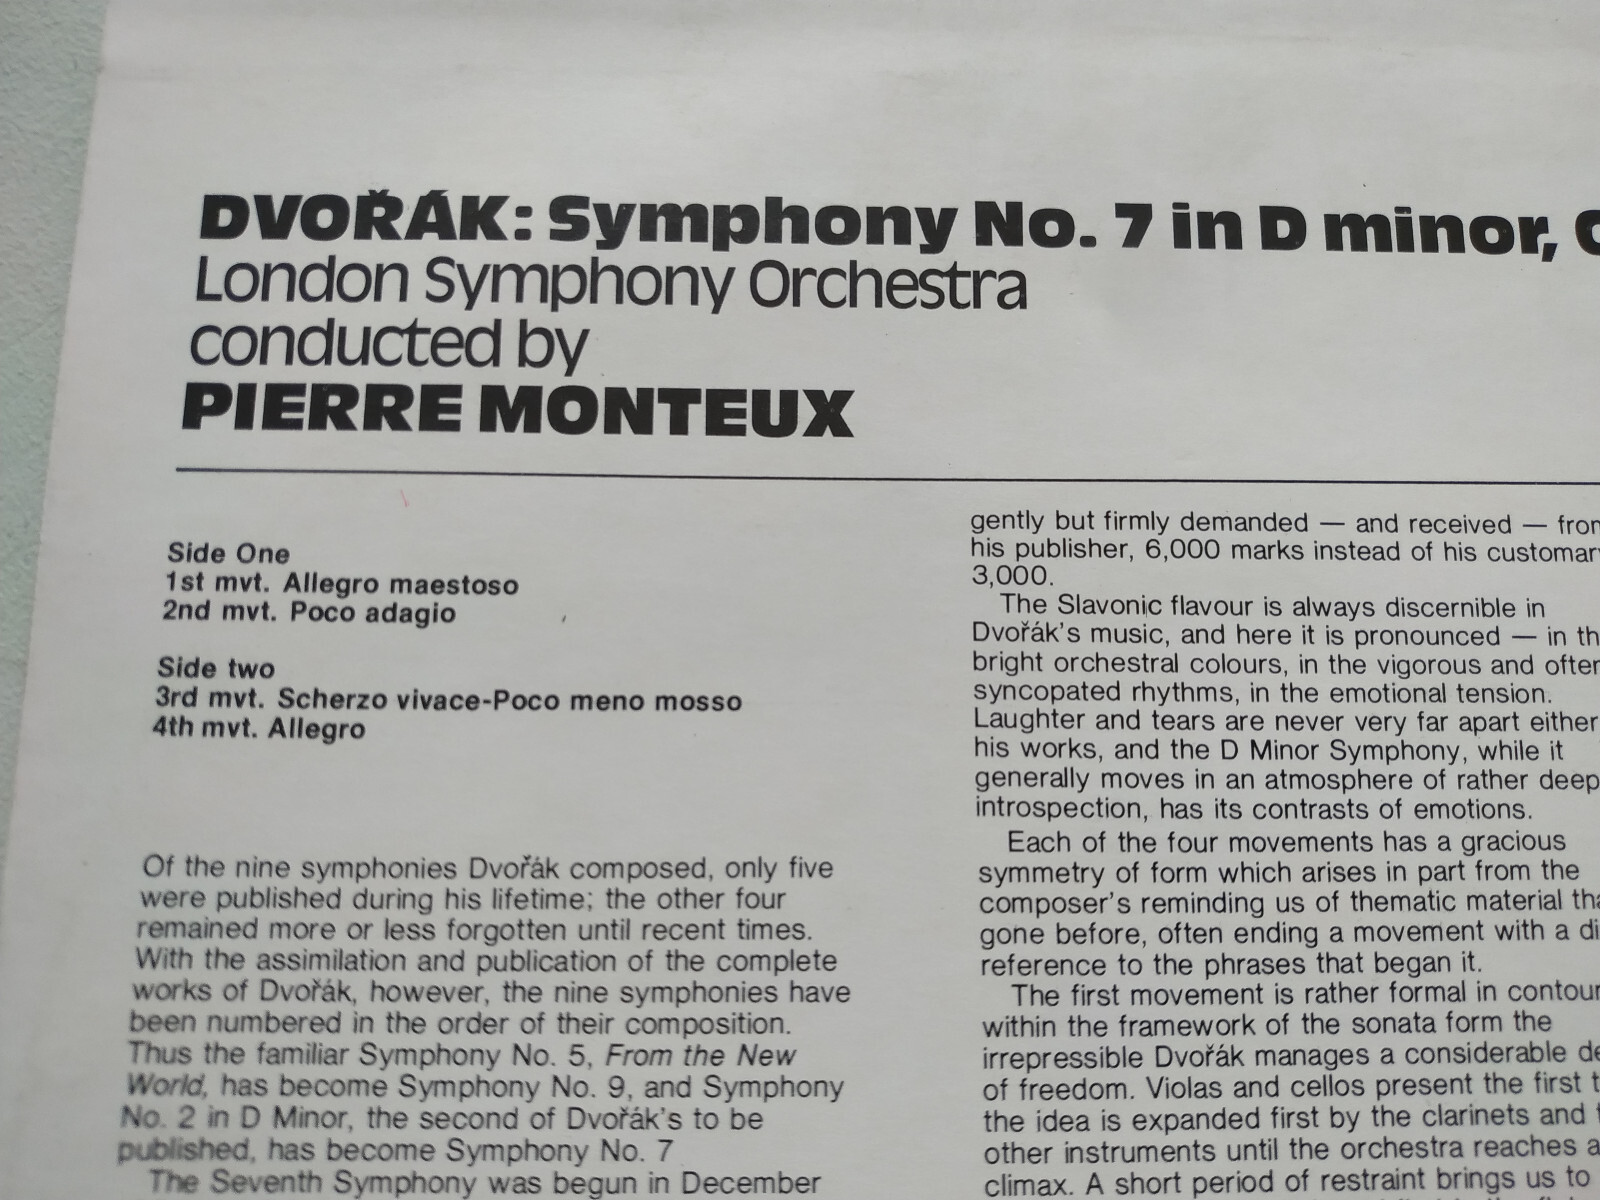 DVOŘÁK: Symphony No. 7 in D minor,
London Symphony Orchestra
conducted by
PIERRE MONTEUX
Side One
1st mvt. Allegro maestoso
2nd mvt. Poco adagio
Side two
3rd mvt. Scherzo vivace-Poco meno mosso
4th mvt. Allegro
Of the nine symphonies Dvořák composed, only five
were published during his lifetime; the other four
remained more or less forgotten until recent times.
With the assimilation and publication of the complete
works of Dvořák, however, the nine symphonies have
been numbered in the order of their composition.
Thus the familiar Symphony No. 5, From the New
World, has become Symphony No. 9, and Symphony
No. 2 in D Minor, the second of Dvořák's to be
published, has become Symphony No. 7
The Seventh Symphony was begun in December
gently but firmly demanded — and received —
his publisher, 6,000 marks instead of his
3,000.
The Slavonic flavour is always discernible in
Dvořák's music, and here it is pronounced — in
bright orchestral colours, in the vigorous and
syncopated rhythms, in the emotional tension.
Laughter and tears are never very far apart either
his works, and the D Minor Symphony, while it
generally moves in an atmosphere of rather deep
introspection, has its contrasts of emotions.
Each of the four movements has a gracious
symmetry of form which arises in part from the
composer's reminding us of thematic material
gone before, often ending a movement with a
reference to the phrases that began it.
The first movement is rather formal in contour
within the framework of the sonata form the
irrepressible Dvořák manages a considerable
of freedom. Violas and cellos present the first
the idea is expanded first by the clarinets and
other instruments until the orchestra reaches a
climax. A short period of restraint brings us to